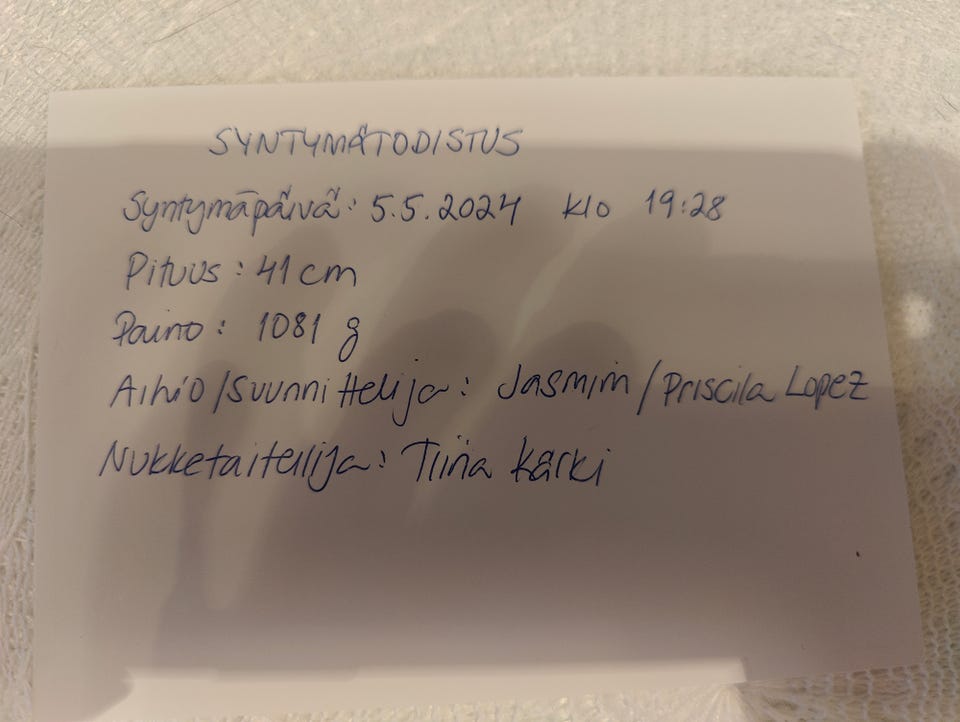 SYNTYMÄTODISTUS
Syntymäpäivä: 5.5.2024 klo 19:28
Pituus: 41 cm
Paino: 1081 g
Aihio/Suunnittelija: Jasmim/Priscila Lopez
Nukketaiteilija: Tiina Kärki